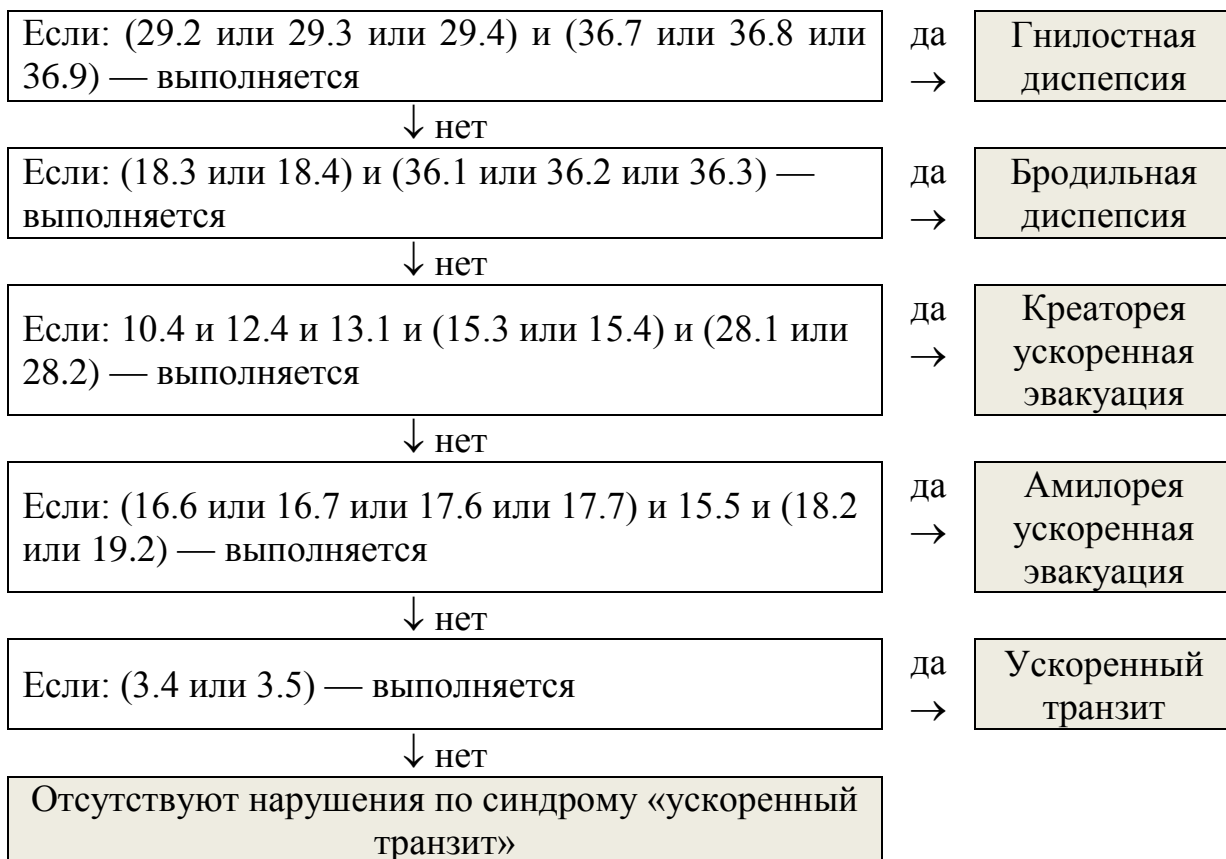 Если: (29.2 или 29.3 или 29.4) и (36.7 или 36.8 или
36.9) — выполняется
да
→
Гнилостная
диспепсия
↓ нет
Если: (18.3 или 18.4) и (36.1 или 36.2 или 36.3) —
выполняется
да
→
Бродильная
диспепсия
↓ нет
Если: 10.4 и 12.4 и 13.1 и (15.3 или 15.4) и (28.1 или
28.2) — выполняется
да
→
Креаторея
ускоренная
эвакуация
↓ нет
Если: (16.6 или 16.7 или 17.6 или 17.7) и 15.5 и (18.2
или 19.2) — выполняется
да
→
Амилорея
ускоренная
эвакуация
↓ нет
Если: (3.4 или 3.5) — выполняется
да
→
Ускоренный
транзит
↓ нет
Отсутствуют нарушения по синдрому «ускоренный
транзит»